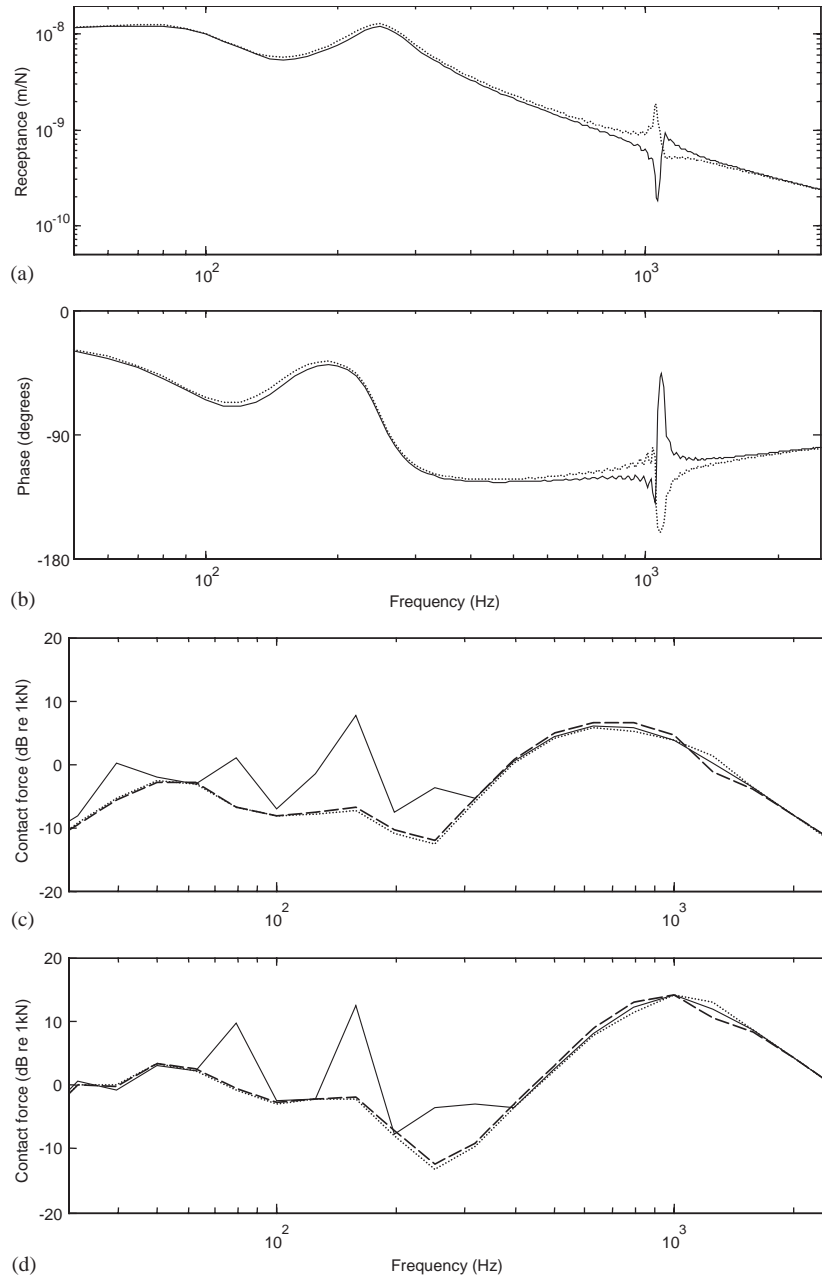 10^-8
10^-9
10^-10
Receptance (m/N)
10^2
10^3
(a)
0
-90
-180
Phase (degrees)
10^2
10^3
(b)
Frequency (Hz)
20
10
0
-10
-20
Contact force (dB re 1kN)
10^2
10^3
(c)
20
10
0
-10
-20
Contact force (dB re 1kN)
10^2
10^3
(d)
Frequency (Hz)